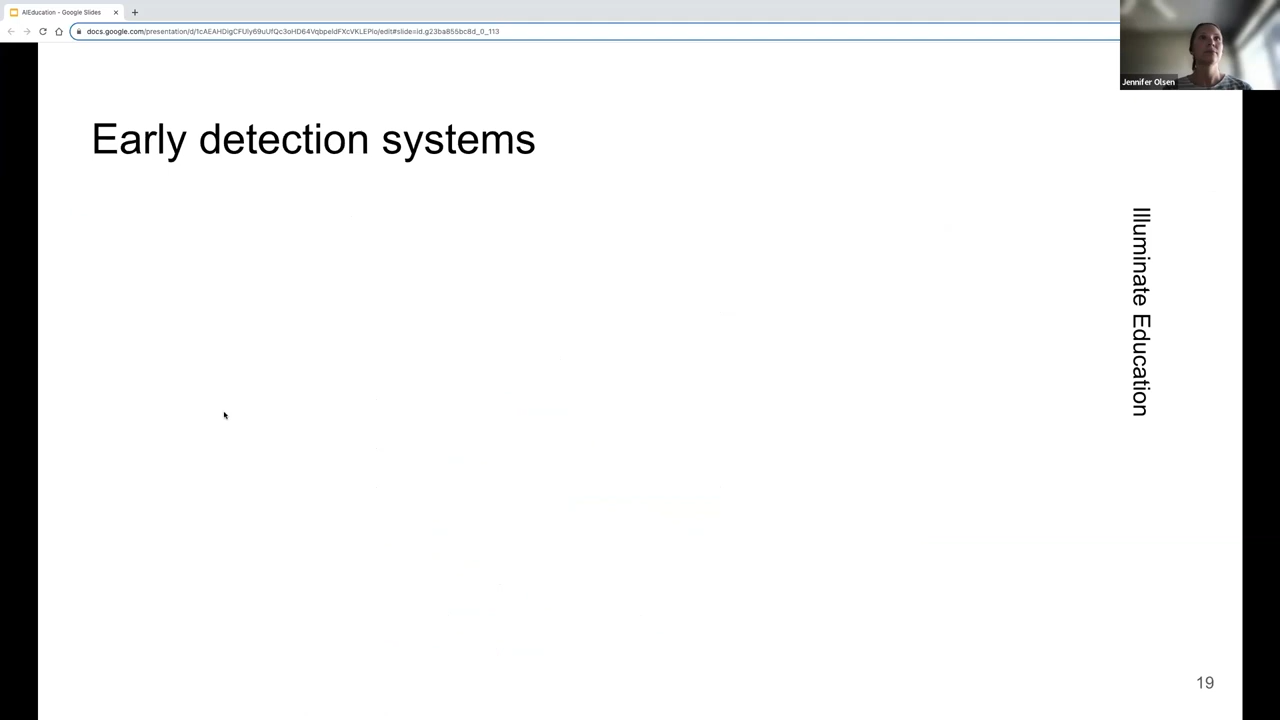 AIEducation - Google Slides
docs.google.com/presentation/d/1cAEAHDigCFUly69uUfQc3oHD64VqbpeldFXcVKLEPlo/edit#slide=id.g23ba855bc8d_0_113
Jennifer Olsen
Early detection systems
Illuminate Education
19